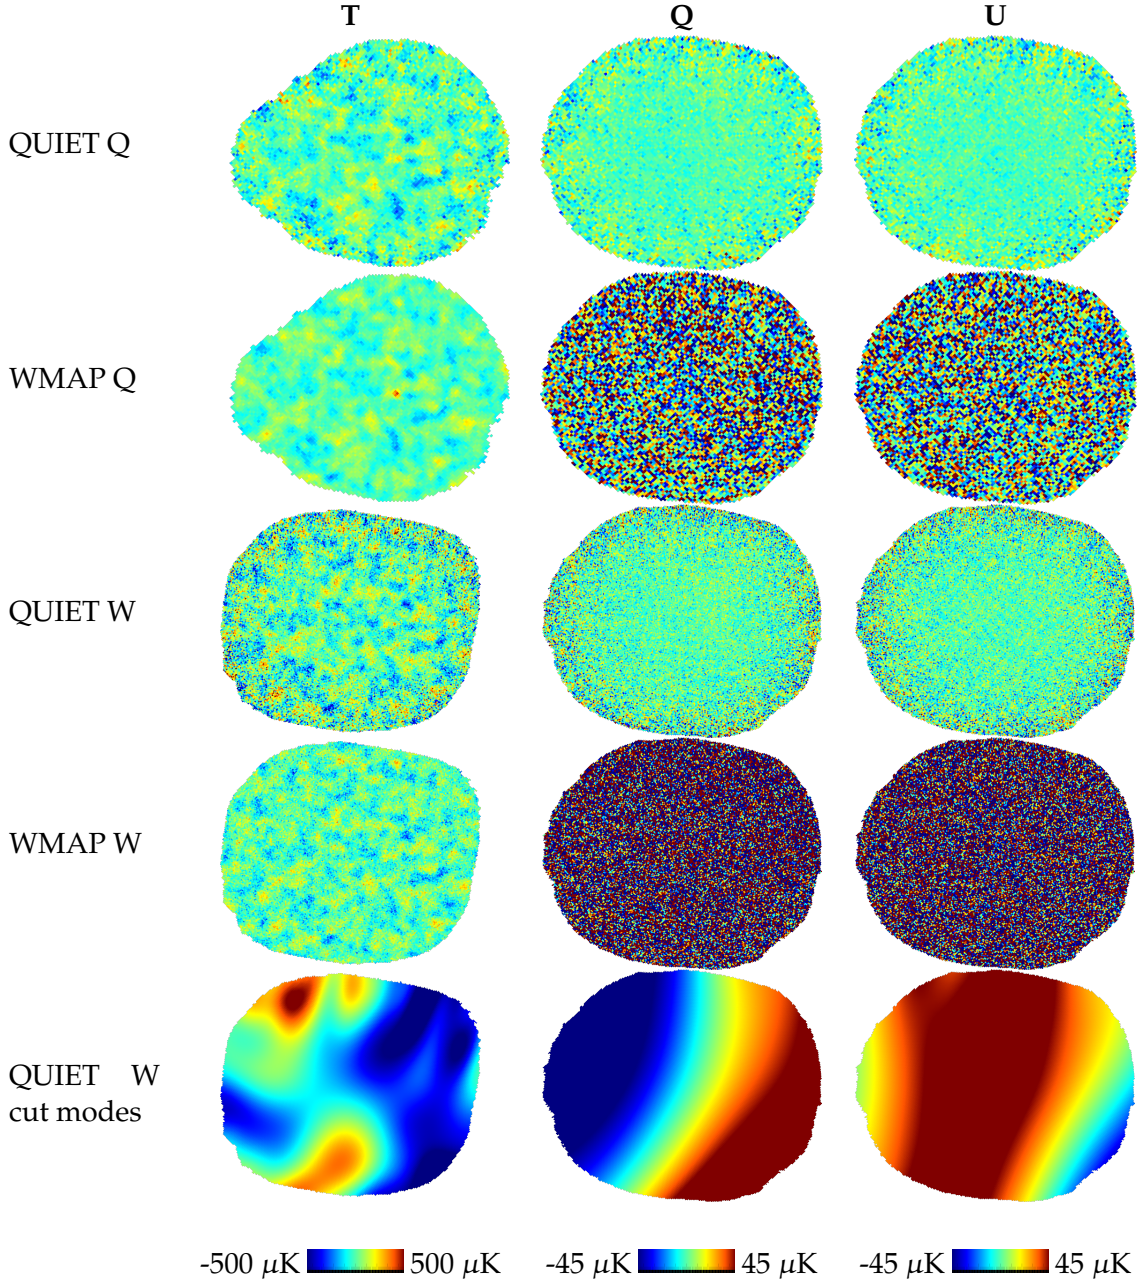 T Q U
QUIET Q
WMAP Q
QUIET W
WMAP W
QUIET W
cut modes
-500 μK 500 μK -45 μK 45 μK -45 μK 45 μK